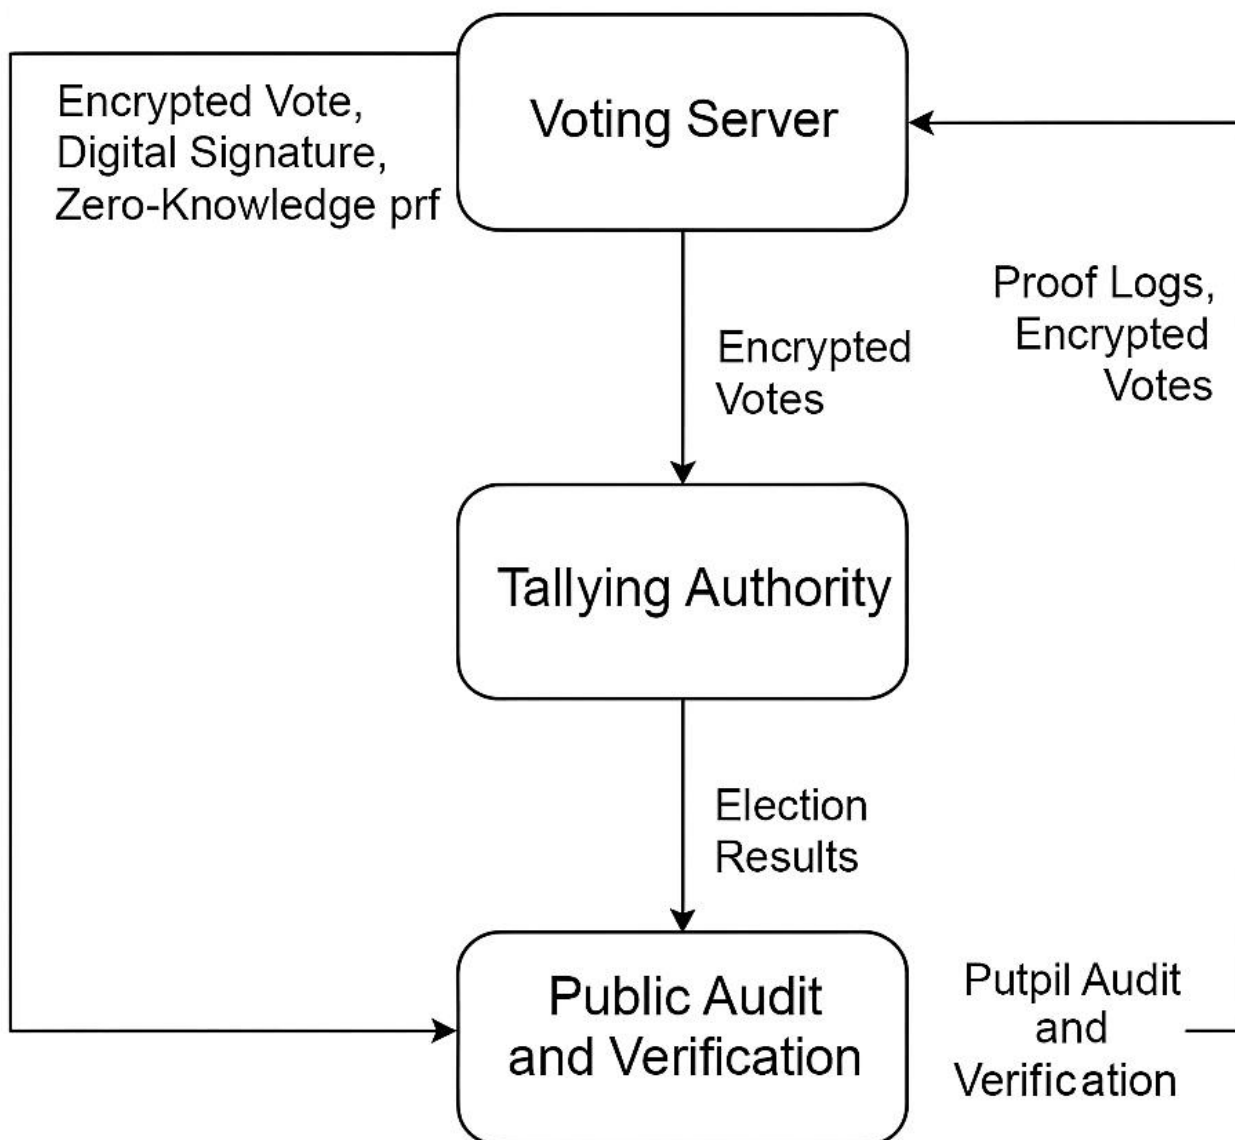 Voting Server
Encrypted Vote,
Digital Signature,
Zero-Knowledge prf
Proof Logs,
Encrypted
Votes
Encrypted
Votes
Tallying Authority
Election
Results
Public Audit
and Verification
Putpil Audit
and
Verification